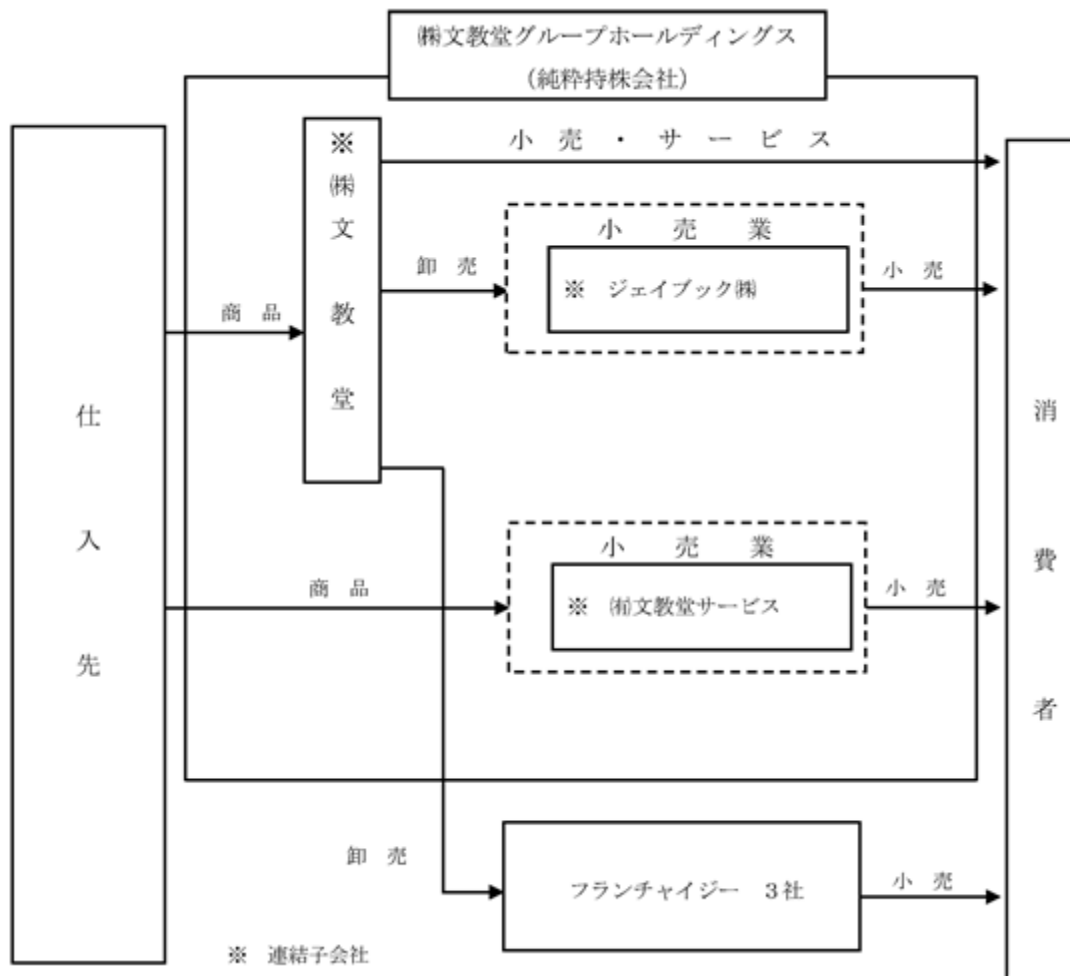 ㈱文教堂グループホールディングス
(純粋持株会社)
小売・サービス
※㈱文教堂
小売業
卸売
※ ジェイブック㈱
小売
商品
仕入先
消費者
小売業
商品
※ ㈲文教堂サービス
小売
卸売
フランチャイジー 3社
小売
※ 連結子会社